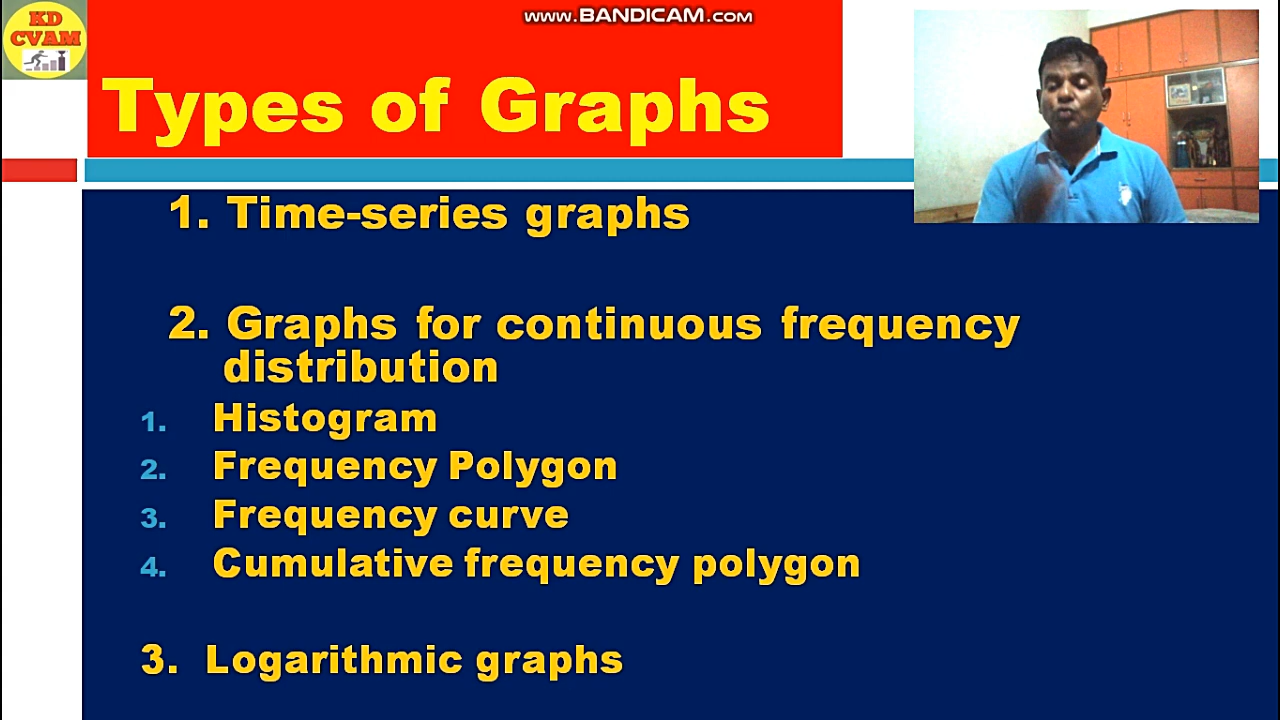 KD
CVAM
www.BANDICAM.com
Types of Graphs
1. Time-series graphs
2. Graphs for continuous frequency
distribution
1. Histogram
2. Frequency Polygon
3. Frequency curve
4. Cumulative frequency polygon
3. Logarithmic graphs